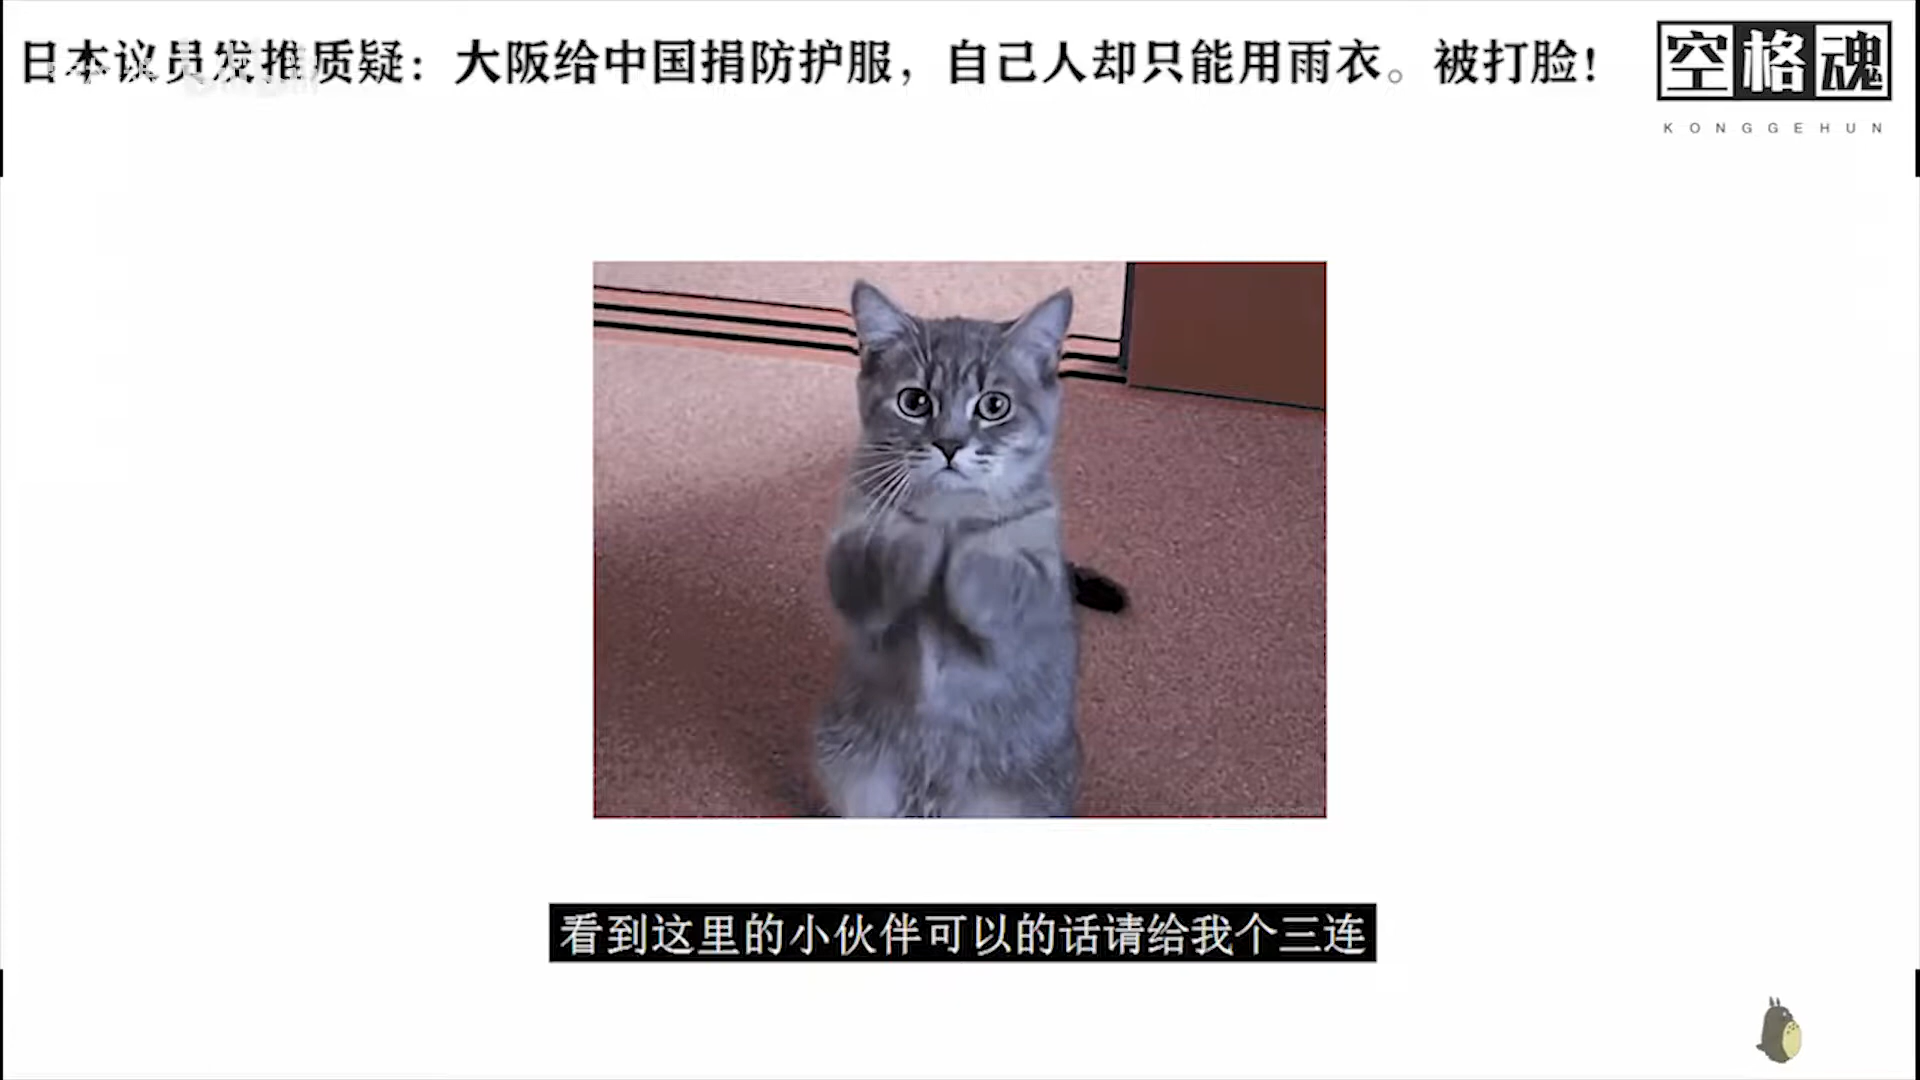 日本议员发推质疑：大阪给中国捐防护服，自己人却只能用雨衣。被打脸！
空格魂
KONGGEHUN
看到这里的小伙伴可以的话请给我个三连